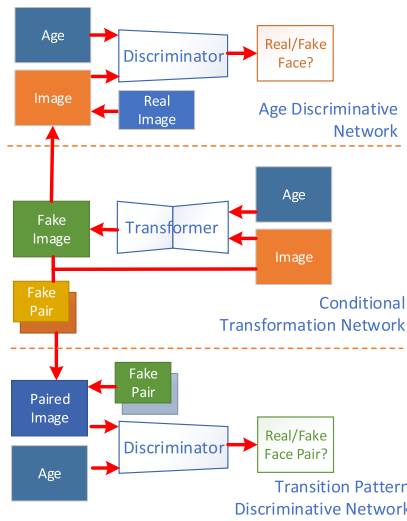 Age
Discriminator
Real/Fake
Face?
Image
Real
Image
Age Discriminative
Network
Age
Fake
Image
Transformer
Image
Fake
Pair
Conditional
Transformation Network
Fake
Pair
Paired
Image
Discriminator
Real/Fake
Face Pair?
Age
Transition Pattern
Discriminative Network